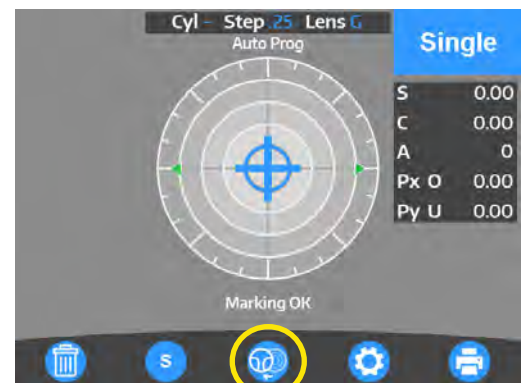 Cyl - Step .25 Lens G
Auto Prog
Single
S 0.00
C 0.00
A 0
Px O 0.00
Py U 0.00
Marking OK
S